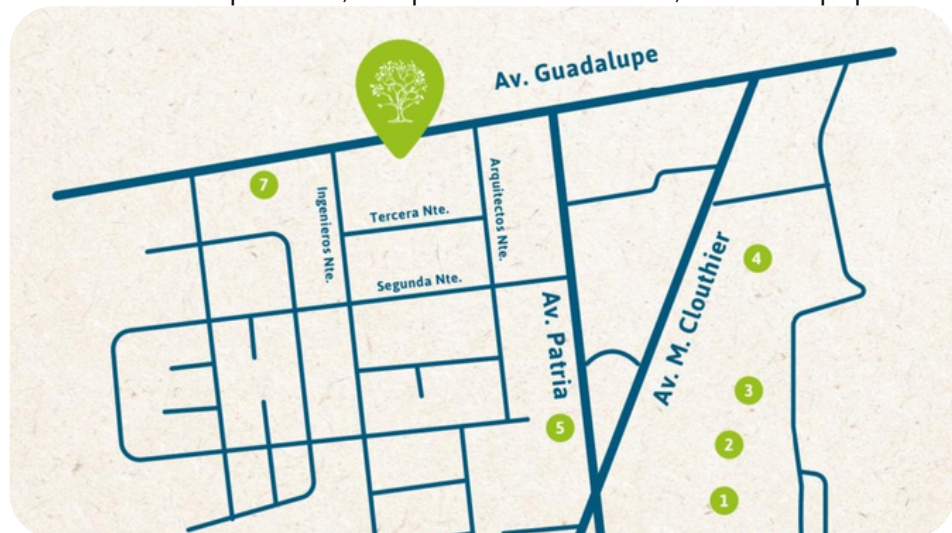 Av. Guadalupe
7
Ingenieros Nte.
Arquitectos Nte.
Tercera Nte.
Segunda Nte.
4
Av. Patria
Av. M. Clouthier
3
5
2
1